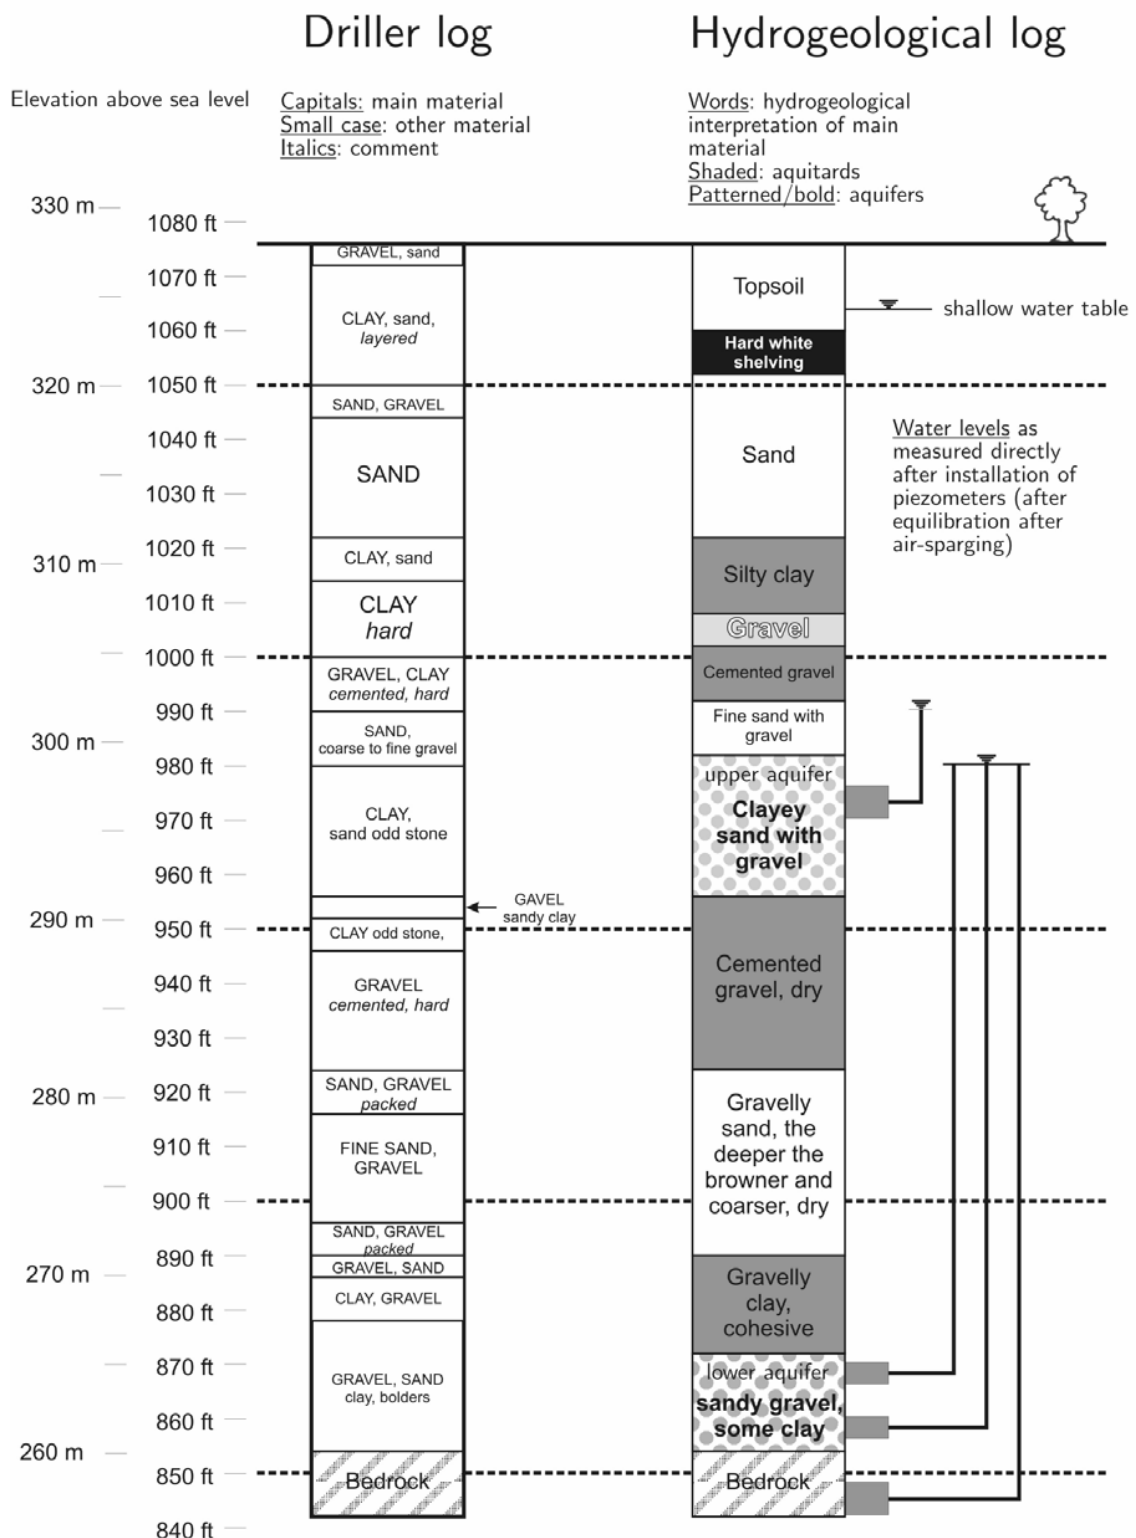 Driller log
Hydrogeological log
Elevation above sea level
Capitals: main material
Small case: other material
Italics: comment
Words: hydrogeological
interpretation of main
material
Shaded: aquitards
Patterned/bold: aquifers
330 m
320 m
310 m
300 m
290 m
280 m
270 m
260 m
1080 ft
1070 ft
1060 ft
1050 ft
1040 ft
1030 ft
1020 ft
1010 ft
1000 ft
990 ft
980 ft
970 ft
960 ft
950 ft
940 ft
930 ft
920 ft
910 ft
900 ft
890 ft
880 ft
870 ft
860 ft
850 ft
840 ft
GRAVEL, sand
CLAY, sand,
layered
SAND, GRAVEL
SAND
CLAY, sand
CLAY
hard
GRAVEL, CLAY
cemented, hard
SAND,
coarse to fine gravel
CLAY,
sand odd stone
GAVEL
sandy clay
CLAY odd stone,
GRAVEL
cemented, hard
SAND, GRAVEL
packed
FINE SAND,
GRAVEL
SAND, GRAVEL
packed
GRAVEL, SAND
CLAY, GRAVEL
GRAVEL, SAND
clay, bolders
Bedrock
Topsoil
Hard white
shelving
Sand
Silty clay
Gravel
Cemented gravel
Fine sand with
gravel
upper aquifer
Clayey
sand with
gravel
Cemented
gravel, dry
Gravelly
sand, the
deeper the
browner and
coarser, dry
Gravelly
clay,
cohesive
lower aquifer
sandy gravel,
some clay
Bedrock
shallow water table
Water levels as
measured directly
after installation of
piezometers (after
equilibration after
air-sparging)